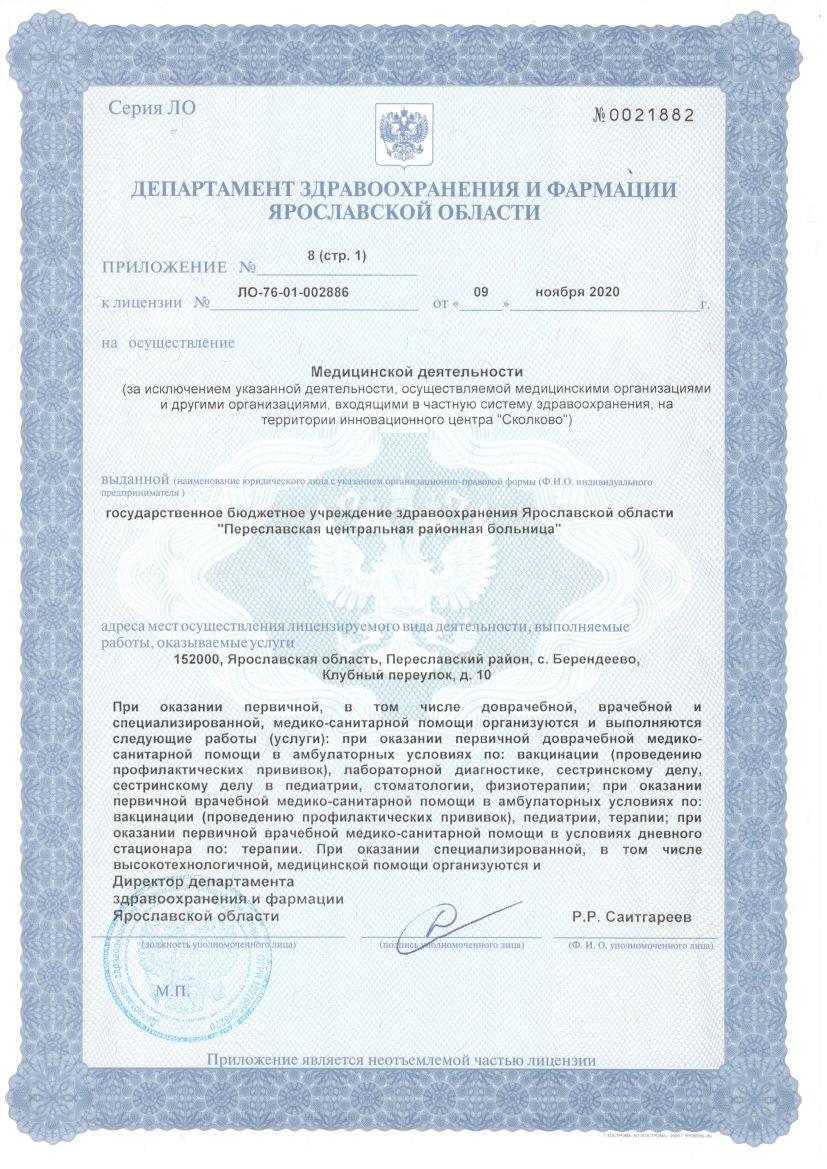 Серия ЛО
№0021882
ДЕПАРТАМЕНТ ЗДРАВООХРАНЕНИЯ И ФАРМАЦИИ
ЯРОСЛАВСКОЙ ОБЛАСТИ
ПРИЛОЖЕНИЕ № 8 (стр. 1)
к лицензии № ЛО-76-01-002886 от « 09 » ноября 2020 г.
на осуществление
Медицинской деятельности
(за исключением указанной деятельности, осуществляемой медицинскими организациями
и другими организациями, входящими в частную систему здравоохранения, на
территории инновационного центра "Сколково")
выданной (наименование юридического лица с указанием организационно-правовой формы (Ф.И.О. индивидуального
предпринимателя )
государственное бюджетное учреждение здравоохранения Ярославской области
"Переславская центральная районная больница"
адреса мест осуществления лицензируемого вида деятельности, выполняемые
работы, оказываемые услуги
152000, Ярославская область, Переславский район, с. Берендеево,
Клубный переулок, д. 10
При оказании первичной, в том числе доврачебной, врачебной и
специализированной, медико-санитарной помощи организуются и выполняются
следующие работы (услуги): при оказании первичной доврачебной медико-
санитарной помощи в амбулаторных условиях по: вакцинации (проведению
профилактических прививок), лабораторной диагностике, сестринскому делу,
сестринскому делу в педиатрии, стоматологии, физиотерапии; при оказании
первичной врачебной медико-санитарной помощи в амбулаторных условиях по:
вакцинации (проведению профилактических прививок), педиатрии, терапии; при
оказании первичной врачебной медико-санитарной помощи в условиях дневного
стационара по: терапии. При оказании специализированной, в том числе
высокотехнологичной, медицинской помощи организуются и
Директор департамента
здравоохранения и фармации
Ярославской области
Р.Р. Саитгареев
(должность уполномоченного лица)
(подпись уполномоченного лица)
(Ф. И. О. уполномоченного лица)
М.П.
Приложение является неотъемлемой частью лицензии